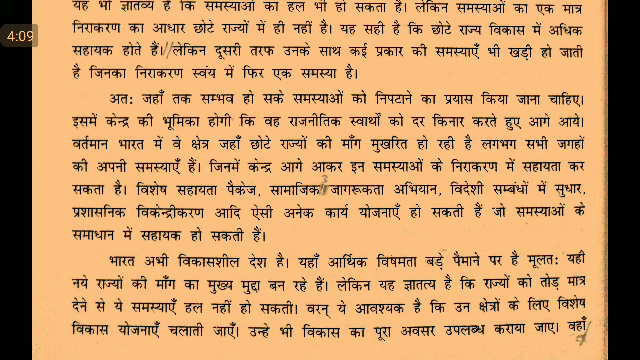 यह भी ज्ञातव्य है कि समस्याओं का हल भी हो सकता है। लेकिन समस्याओं का एक मात्र
निराकरण का आधार छोटे राज्यों में ही नहीं है। यह सही है कि छोटे राज्य विकास में अधिक
सहायक होते हैं। लेकिन दूसरी तरफ उनके साथ कई प्रकार की समस्याएँ भी खड़ी हो जाती
है जिनका निराकरण स्वंय में फिर एक समस्या है।
अत: जहाँ तक सम्भव हो सके समस्याओं को निपटाने का प्रयास किया जाना चाहिए।
इसमें केन्द्र की भूमिका होगी कि वह राजनीतिक स्वार्थों को दर किनार करते हुए आगे आये।
वर्तमान भारत में वे क्षेत्र जहाँ छोटे राज्यों की माँग मुखरित हो रही है लगभग सभी जगहों
की अपनी समस्याएँ हैं। जिनमें केन्द्र आगे आकर इन समस्याओं के निराकरण में सहायता कर
सकता है। विशेष सहायता पैकेज, सामाजिक जागरूकता अभियान, विदेशी सम्बंधों में सुधार,
प्रशासनिक विकेन्द्रीकरण आदि ऐसी अनेक कार्य योजनाएँ हो सकती हैं जो समस्याओं के
समाधान में सहायक हो सकती हैं।
भारत अभी विकासशील देश है। यहाँ आर्थिक विषमता बड़े पैमाने पर है मूलत: यही
नये राज्यों की माँग का मुख्य मुद्दा बन रहे हैं। लेकिन यह ज्ञातत्य है कि राज्यों को तोड़ मात्र
देने से ये समस्याएँ हल नहीं हो सकती। वरन् ये आवश्यक है कि उन क्षेत्रों के लिए विशेष
विकास योजनाएँ चलाती जाएँ। उन्हे भी विकास का पूरा अवसर उपलब्ध कराया जाए। वहाँ
4:09